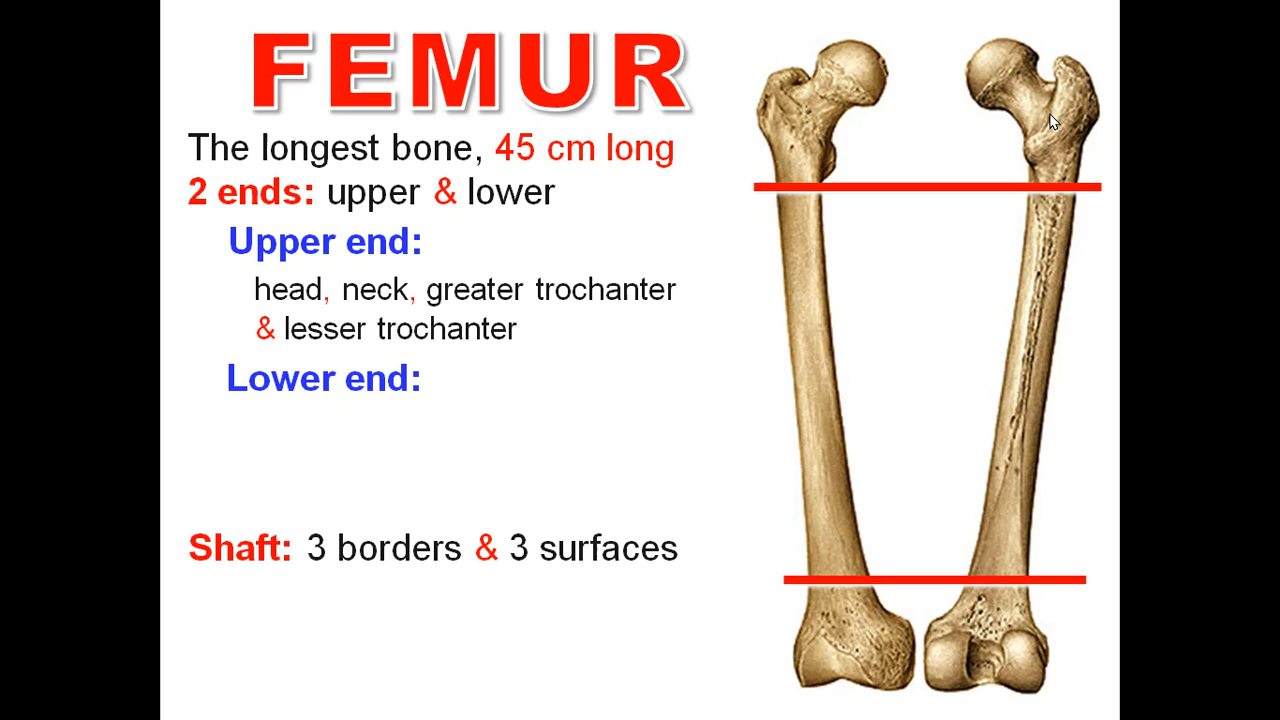 FEMUR
The longest bone, 45 cm long
2 ends: upper & lower
Upper end:
head, neck, greater trochanter
& lesser trochanter
Lower end:
Shaft: 3 borders & 3 surfaces